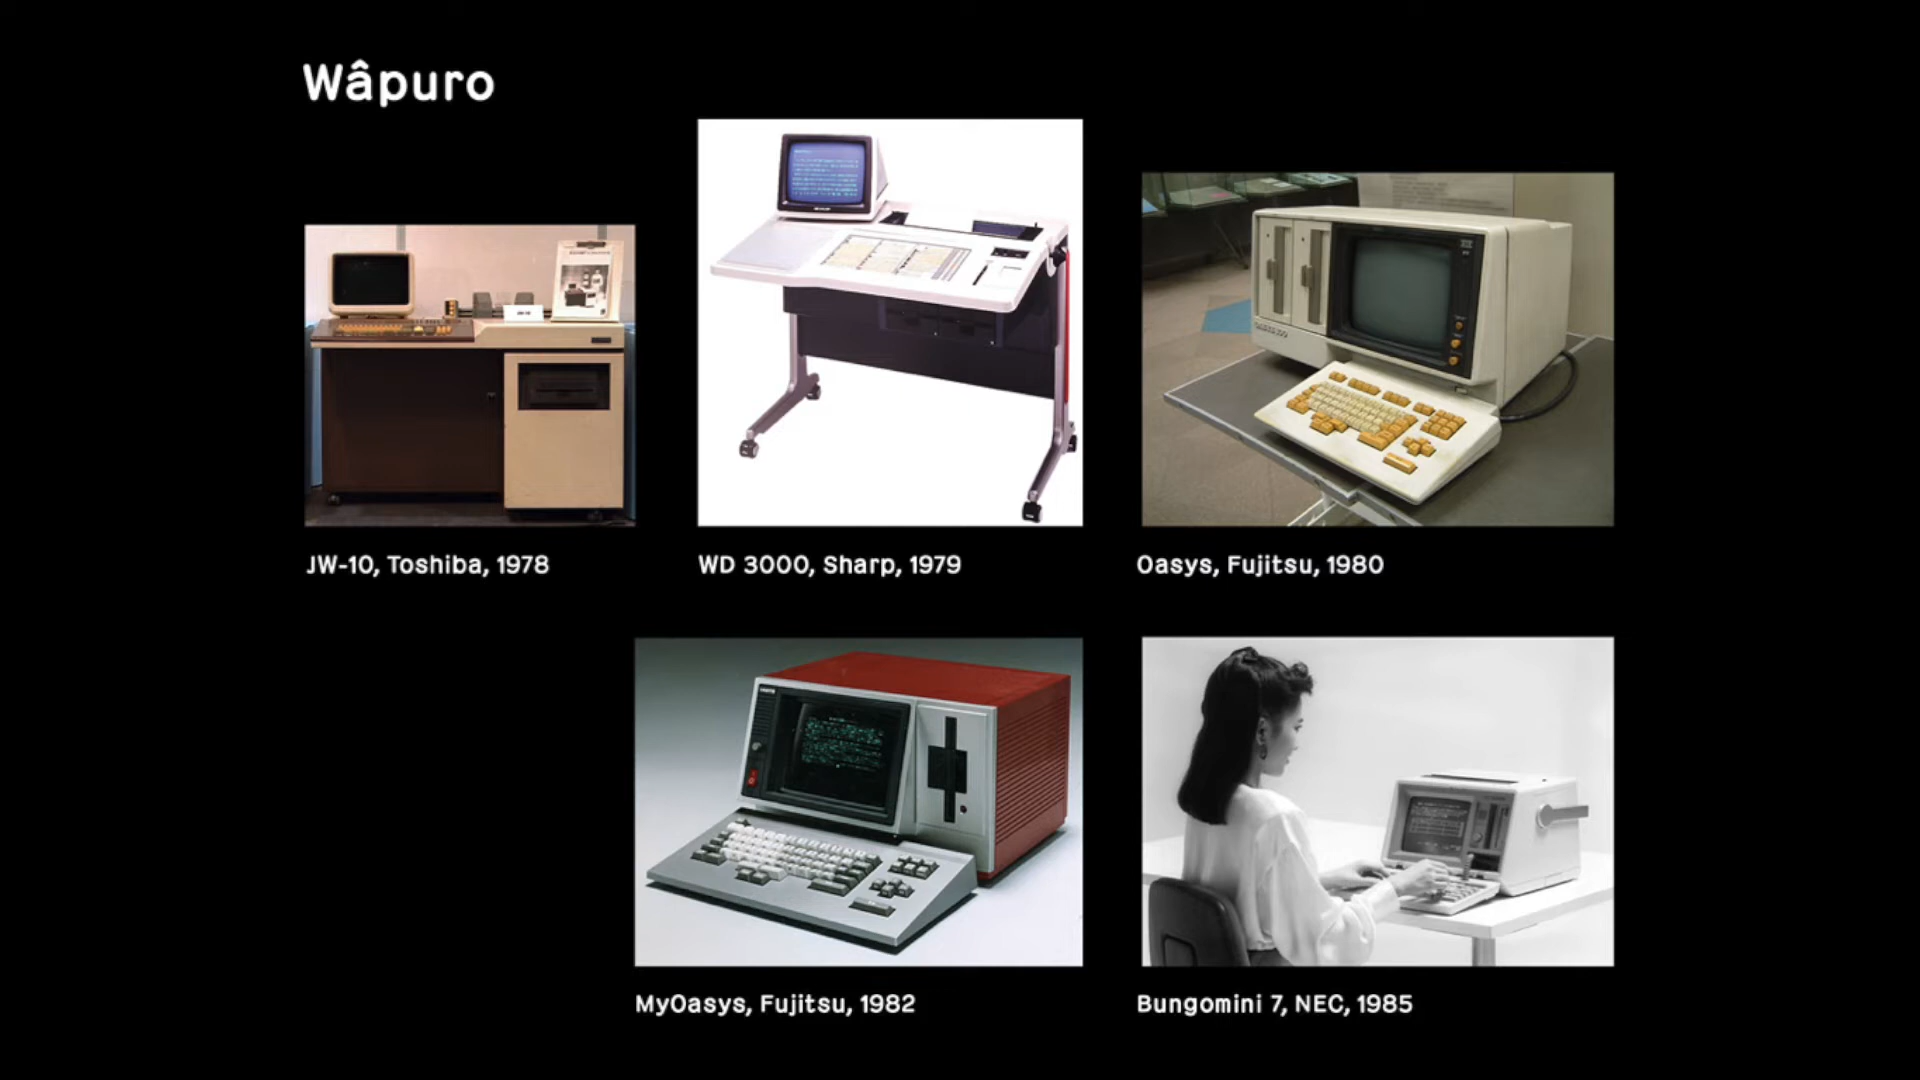 Wâpuro
JW-10, Toshiba, 1978
WD 3000, Sharp, 1979
Oasys, Fujitsu, 1980
MyOasys, Fujitsu, 1982
Bungomini 7, NEC, 1985